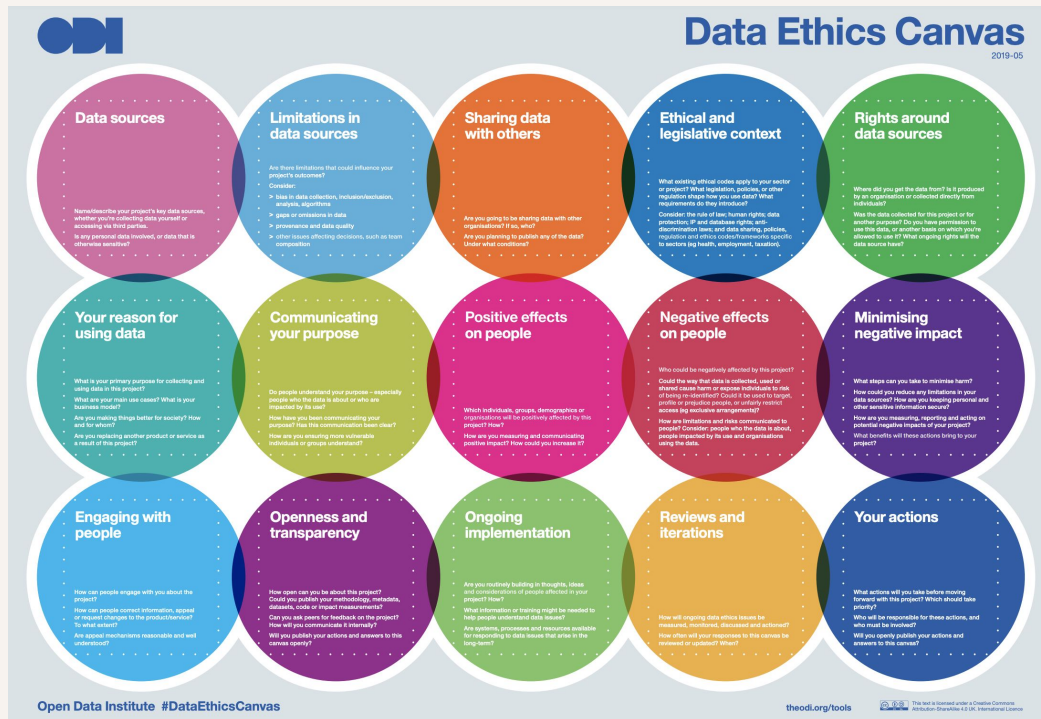 ODI
Data Ethics Canvas
2019-05
Data sources
Name/describe your project's key data sources,
whether you're collecting data yourself or
accessing via third parties.
Is any personal data involved, or data that is
otherwise sensitive?
Limitations in
data sources
Are there limitations that could influence your
project's outcomes?
Consider:
> bias in data collection, inclusion/exclusion,
analysis, algorithms
> gaps or omissions in data
> provenance and data quality
> other issues affecting decisions, such as team
composition
Sharing data
with others
Are you going to be sharing data with other
organisations? If so, who?
Are you planning to publish any of the data?
Under what conditions?
Ethical and
legislative context
What existing ethical codes apply to your sector
or project? What legislation, policies, or other
regulation shape how you use data? What
requirements do they introduce?
Consider: the rule of law; human rights; data
protection; IP and database rights; anti-
discrimination laws; and data sharing, policies,
regulation and ethics codes/frameworks specific
to sectors (eg health, employment, taxation).
Rights around
data sources
Where did you get the data from? Is it produced
by an organisation or collected directly from
individuals?
Was the data collected for this project or for
another purpose? Do you have permission to
use this data, or another basis on which you're
allowed to use it? What ongoing rights will the
data source have?
Your reason for
using data
What is your primary purpose for collecting and
using data in this project?
What are your main use cases? What is your
business model?
Are you making things better for society? How
and for whom?
Are you replacing another product or service as
a result of this project?
Communicating
your purpose
Do people understand your purpose – especially
people who the data is about or who are
impacted by its use?
How have you been communicating your
purpose? Has this communication been clear?
How are you ensuring more vulnerable
individuals or groups understand?
Positive effects
on people
Which individuals, groups, demographics or
organisations will be positively affected by this
project? How?
How are you measuring and communicating
positive impact? How could you increase it?
Negative effects
on people
Who could be negatively affected by this project?
Could the way that data is collected, used or
shared cause harm or expose individuals to risk
of being re-identified? Could it be used to target,
profile or prejudice people, or unfairly restrict
access (eg exclusive arrangements)?
How are limitations and risks communicated to
people? Consider: people who the data is about,
people impacted by its use and organisations
using the data.
Minimising
negative impact
What steps can you take to minimise harm?
How could you reduce any limitations in your
data sources? How are you keeping personal and
other sensitive information secure?
How are you measuring, reporting and acting on
potential negative impacts of your project?
What benefits will these actions bring to your
project?
Engaging with
people
How can people engage with you about the
project?
How can people correct information, appeal
or request changes to the product/service?
To what extent?
Are appeal mechanisms reasonable and well
understood?
Openness and
transparency
How open can you be about this project?
Could you publish your methodology, metadata,
datasets, code or impact measurements?
Can you ask peers for feedback on the project?
How will you communicate it internally?
Will you publish your actions and answers to this
canvas openly?
Ongoing
implementation
Are you routinely building in thoughts, ideas
and considerations of people affected in your
project? How?
What information or training might be needed to
help people understand data issues?
Are systems, processes and resources available
for responding to data issues that arise in the
long-term?
Reviews and
iterations
How will ongoing data ethics issues be
measured, monitored, discussed and actioned?
How often will your responses to this canvas be
reviewed or updated? When?
Your actions
What actions will you take before moving
forward with this project? Which should take
priority?
Who will be responsible for these actions, and
who must be involved?
Will you openly publish your actions and
answers to this canvas?
Open Data Institute #DataEthicsCanvas
theodi.org/tools
This text is licensed under a Creative Commons
Attribution-ShareAlike 4.0 UK: International Licence